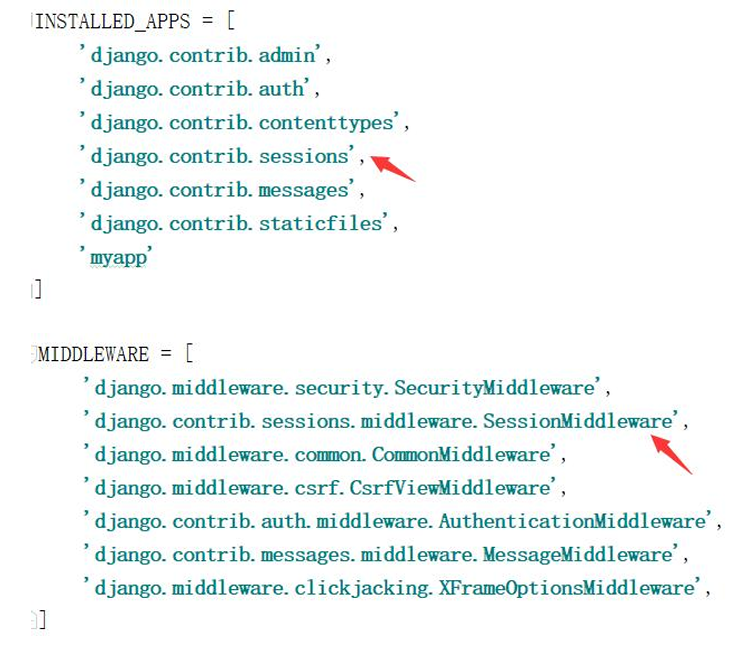 INSTALLED_APPS = [
'django.contrib.admin',
'django.contrib.auth',
'django.contrib.contenttypes',
'django.contrib.sessions',
'django.contrib.messages',
'django.contrib.staticfiles',
'myapp'
]
MIDDLEWARE = [
'django.middleware.security.SecurityMiddleware',
'django.contrib.sessions.middleware.SessionMiddleware',
'django.middleware.common.CommonMiddleware',
'django.middleware.csrf.CsrfViewMiddleware',
'django.contrib.auth.middleware.AuthenticationMiddleware',
'django.contrib.messages.middleware.MessageMiddleware',
'django.middleware.clickjacking.XFrameOptionsMiddleware',
]